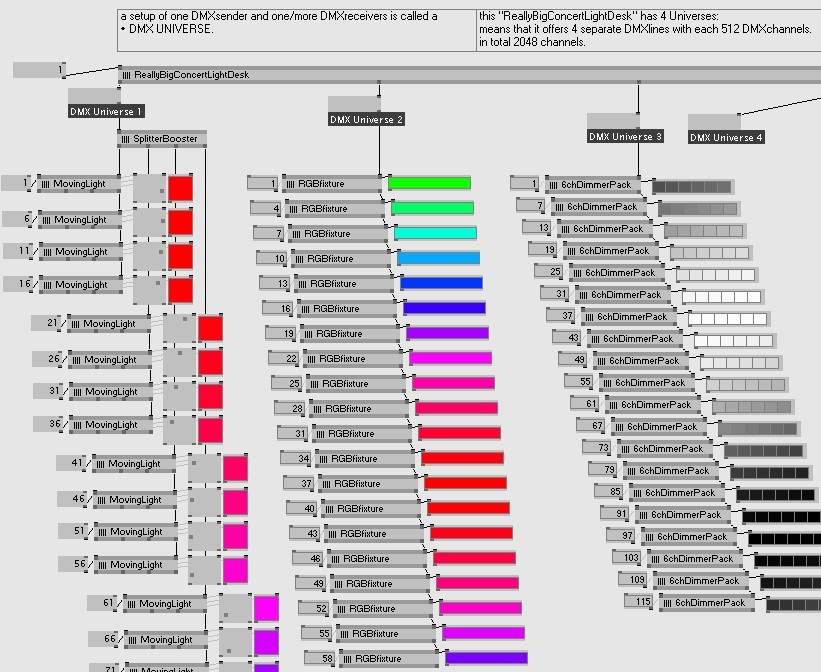 a setup of one DMXsender and one/more DMXreceivers is called a
• DMX UNIVERSE.
this "ReallyBigConcertLightDesk" has 4 Universes:
means that it offers 4 separate DMXlines with each 512 DMXchannels.
in total 2048 channels.
1
ReallyBigConcertLightDesk
DMX Universe 1
DMX Universe 2
DMX Universe 3
DMX Universe 4
SplitterBooster
1 MovingLight
6 MovingLight
11 MovingLight
16 MovingLight
21 MovingLight
26 MovingLight
31 MovingLight
36 MovingLight
41 MovingLight
46 MovingLight
51 MovingLight
56 MovingLight
61 MovingLight
66 MovingLight
71 MovingLight
1 RGBfixture
4 RGBfixture
7 RGBfixture
10 RGBfixture
13 RGBfixture
16 RGBfixture
19 RGBfixture
22 RGBfixture
25 RGBfixture
28 RGBfixture
31 RGBfixture
34 RGBfixture
37 RGBfixture
40 RGBfixture
43 RGBfixture
46 RGBfixture
49 RGBfixture
52 RGBfixture
55 RGBfixture
58 RGBfixture
1 6chDimmerPack
7 6chDimmerPack
13 6chDimmerPack
19 6chDimmerPack
25 6chDimmerPack
31 6chDimmerPack
37 6chDimmerPack
43 6chDimmerPack
49 6chDimmerPack
55 6chDimmerPack
61 6chDimmerPack
67 6chDimmerPack
73 6chDimmerPack
79 6chDimmerPack
85 6chDimmerPack
91 6chDimmerPack
97 6chDimmerPack
103 6chDimmerPack
109 6chDimmerPack
115 6chDimmerPack